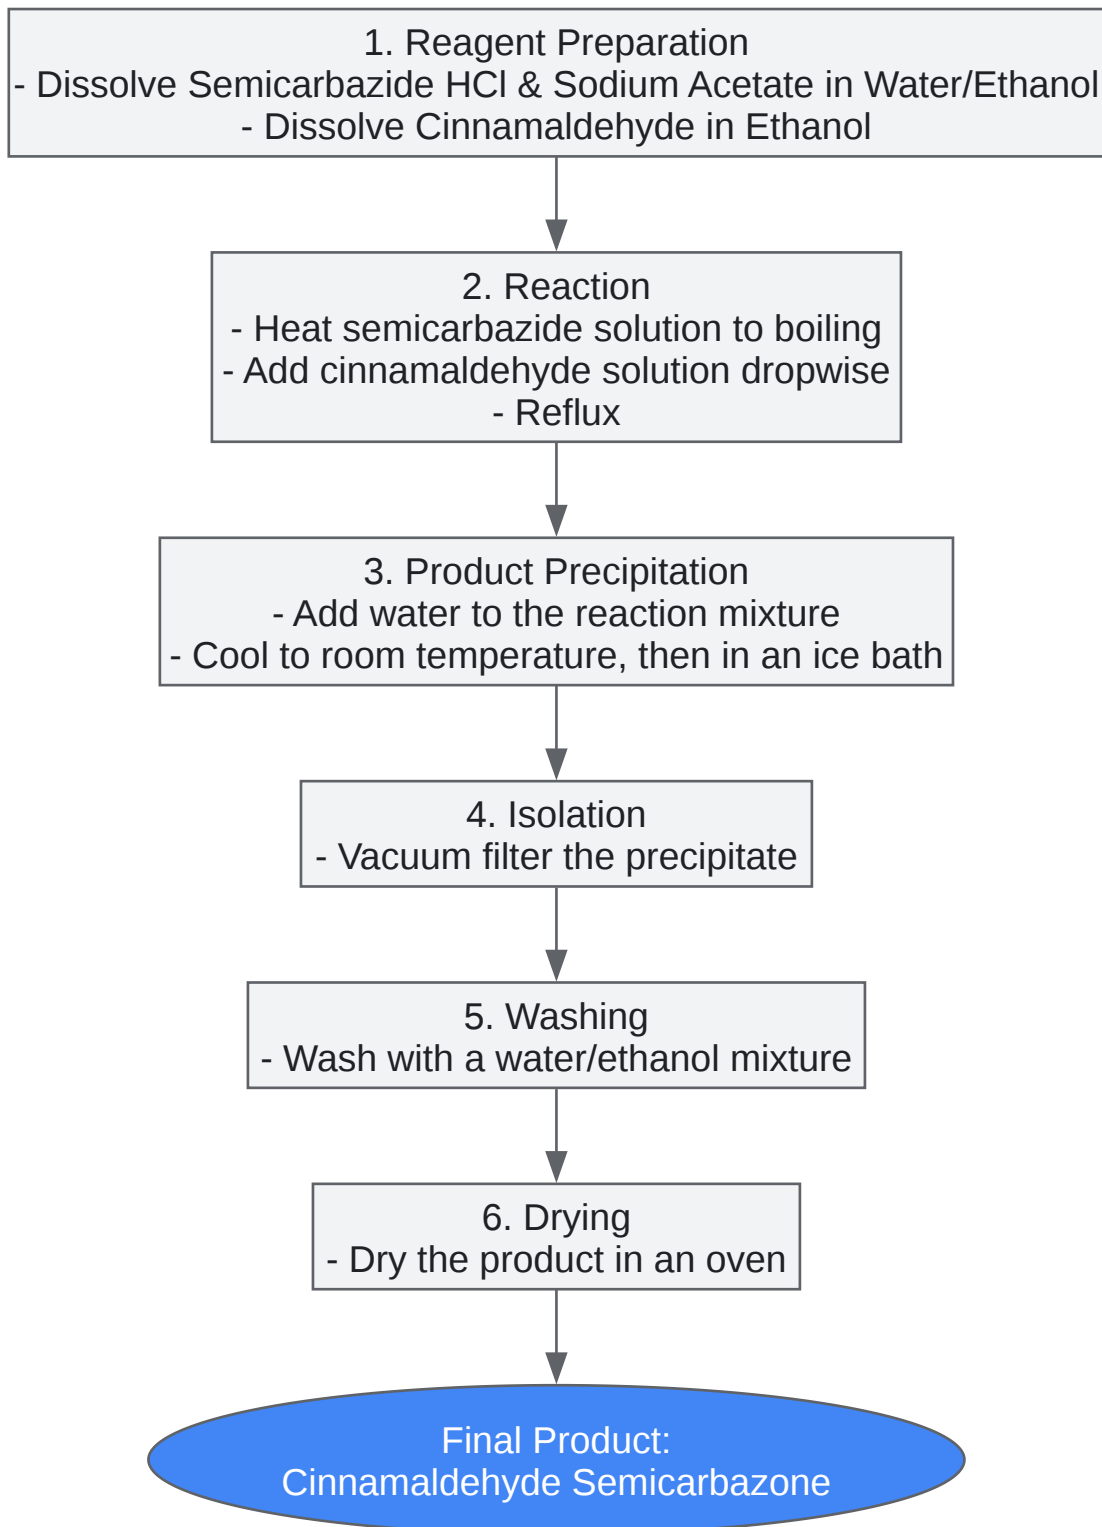 1. Reagent Preparation
- Dissolve Semicarbazide HCl & Sodium Acetate in Water/Ethanol
- Dissolve Cinnamaldehyde in Ethanol
2. Reaction
- Heat semicarbazide solution to boiling
- Add cinnamaldehyde solution dropwise
- Reflux
3. Product Precipitation
- Add water to the reaction mixture
- Cool to room temperature, then in an ice bath
4. Isolation
- Vacuum filter the precipitate
5. Washing
- Wash with a water/ethanol mixture
6. Drying
- Dry the product in an oven
Final Product:
Cinnamaldehyde Semicarbazone